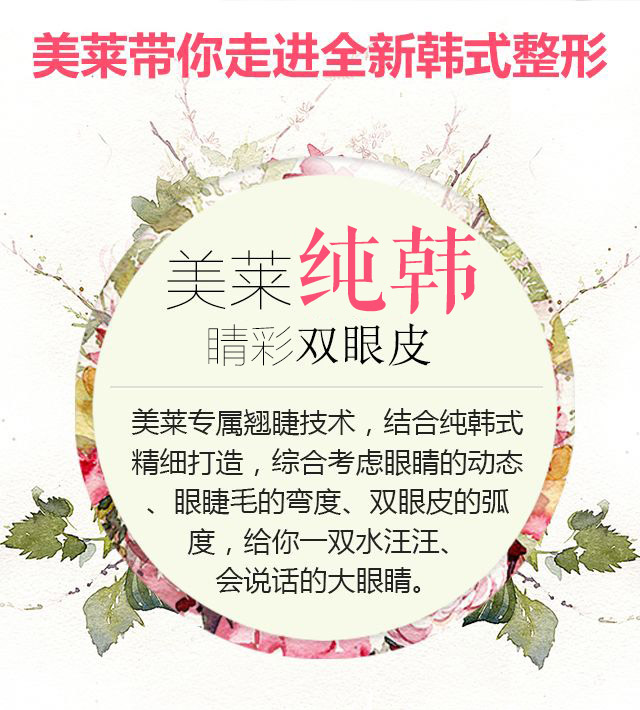 美莱带你走进全新韩式整形
美莱纯韩
睛彩双眼皮
美莱专属翘睫技术，结合纯韩式
精细打造，综合考虑眼睛的动态
、眼睫毛的弯度、双眼皮的弧
度，给你一双水汪汪、
会说话的大眼睛。